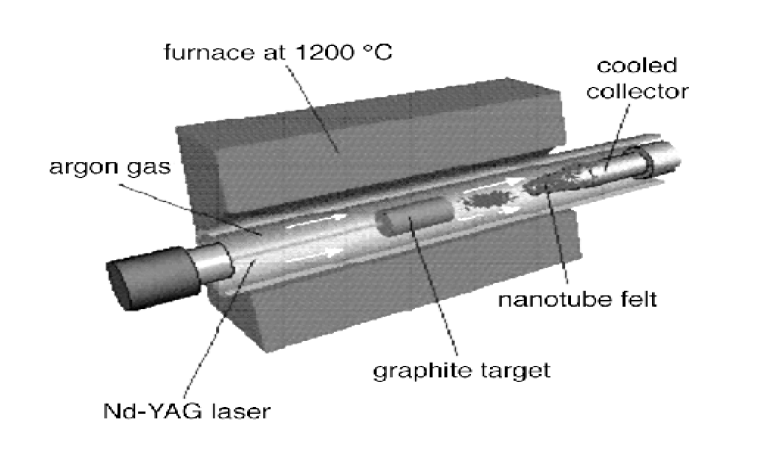 furnace at 1200 °C
cooled
collector
argon gas
nanotube felt
graphite target
Nd-YAG laser